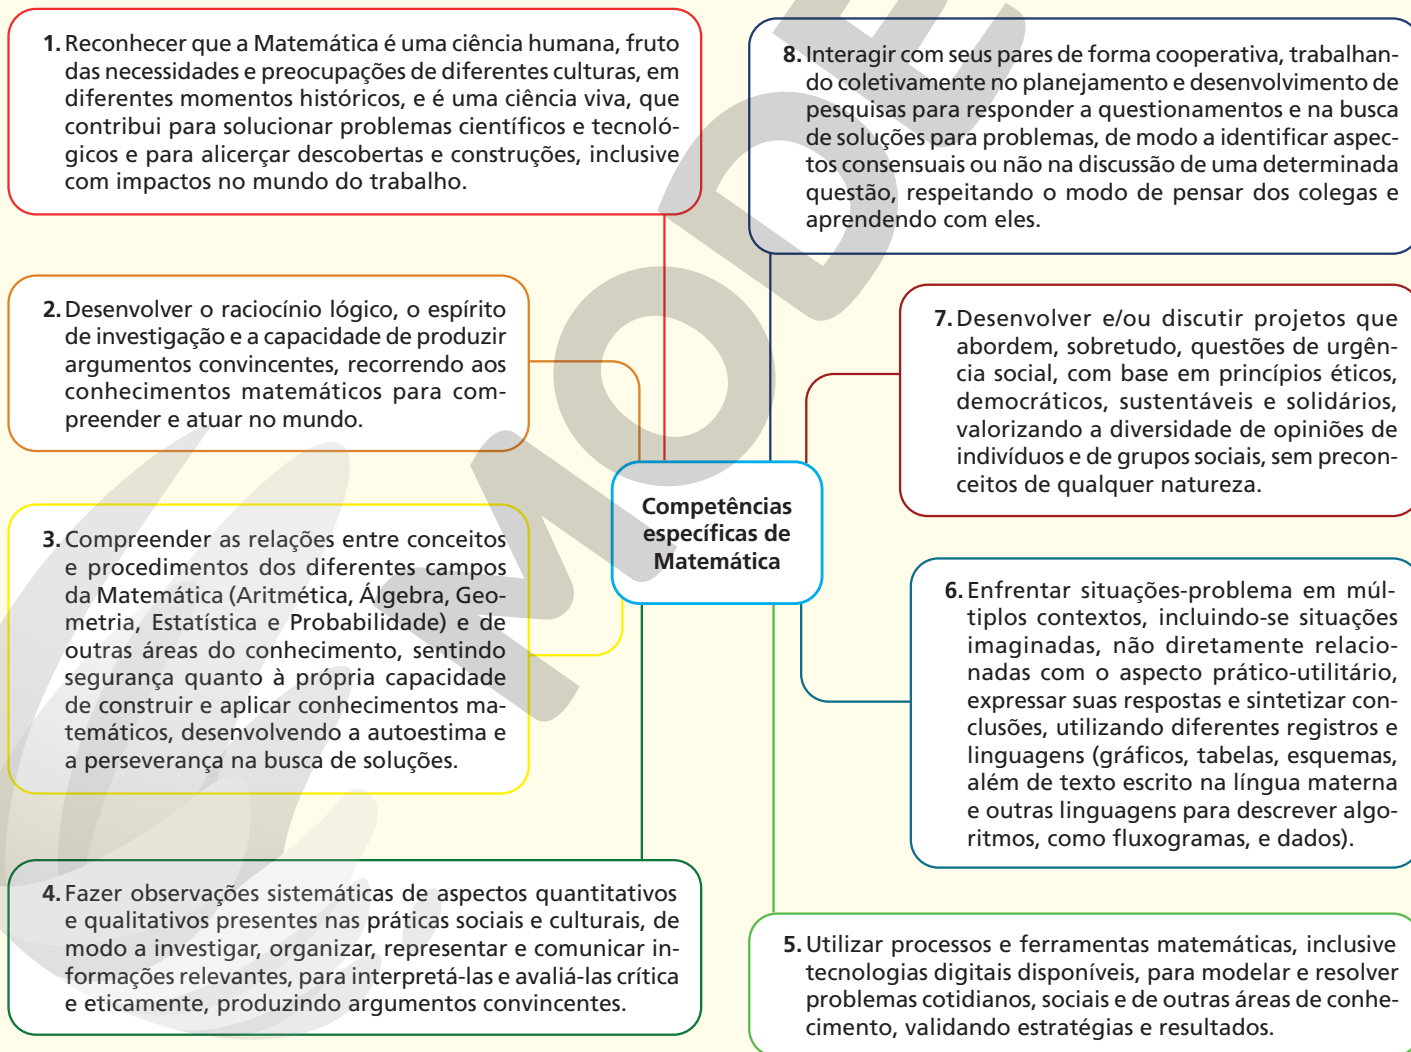 1. Reconhecer que a Matemática é uma ciência humana, fruto
das necessidades e preocupações de diferentes culturas, em
diferentes momentos históricos, e é uma ciência viva, que
contribui para solucionar problemas científicos e tecnoló-
gicos e para alicerçar descobertas e construções, inclusive
com impactos no mundo do trabalho.
2. Desenvolver o raciocínio lógico, o espírito
de investigação e a capacidade de produzir
argumentos convincentes, recorrendo aos
conhecimentos matemáticos para com-
preender e atuar no mundo.
3. Compreender as relações entre conceitos
e procedimentos dos diferentes campos
da Matemática (Aritmética, Álgebra, Geo-
metria, Estatística e Probabilidade) e de
outras áreas do conhecimento, sentindo
segurança quanto à própria capacidade
de construir e aplicar conhecimentos ma-
temáticos, desenvolvendo a autoestima e
a perseverança na busca de soluções.
4. Fazer observações sistemáticas de aspectos quantitativos
e qualitativos presentes nas práticas sociais e culturais, de
modo a investigar, organizar, representar e comunicar in-
formações relevantes, para interpretá-las e avaliá-las crítica
e eticamente, produzindo argumentos convincentes.
Competências
específicas de
Matemática
8. Interagir com seus pares de forma cooperativa, trabalhan-
do coletivamente no planejamento e desenvolvimento de
pesquisas para responder a questionamentos e na busca
de soluções para problemas, de modo a identificar aspec-
tos consensuais ou não na discussão de uma determinada
questão, respeitando o modo de pensar dos colegas e
aprendendo com eles.
7. Desenvolver e/ou discutir projetos que
abordem, sobretudo, questões de urgên-
cia social, com base em princípios éticos,
democráticos, sustentáveis e solidários,
valorizando a diversidade de opiniões de
indivíduos e de grupos sociais, sem precon-
ceitos de qualquer natureza.
6. Enfrentar situações-problema em múl-
tiplos contextos, incluindo-se situações
imaginadas, não diretamente relacio-
nadas com o aspecto prático-utilitário,
expressar suas respostas e sintetizar con-
clusões, utilizando diferentes registros e
linguagens (gráficos, tabelas, esquemas,
além de texto escrito na língua materna
e outras linguagens para descrever algo-
ritmos, como fluxogramas, e dados).
5. Utilizar processos e ferramentas matemáticas, inclusive
tecnologias digitais disponíveis, para modelar e resolver
problemas cotidianos, sociais e de outras áreas de conhe-
cimento, validando estratégias e resultados.
MODE